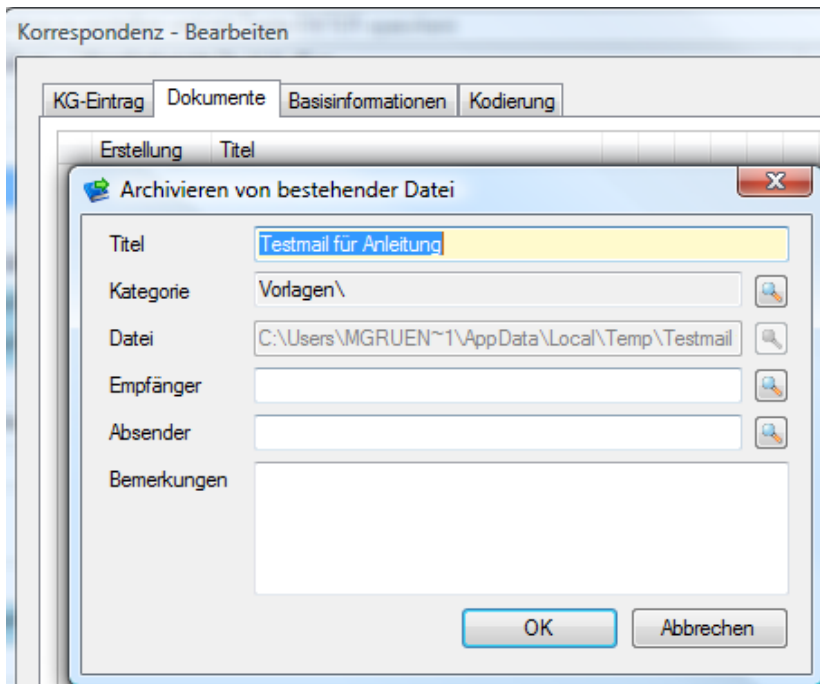 Korrespondenz - Bearbeiten
KG-Eintrag Dokumente Basisinformationen Kodierung
Erstellung Titel
Archivieren von bestehender Datei
Titel Testmail für Anleitung
Kategorie Vorlagen\
Datei C:\Users\MGRUEN~1\AppData\Local\Temp\Testmail
Empfänger
Absender
Bemerkungen
OK Abbrechen